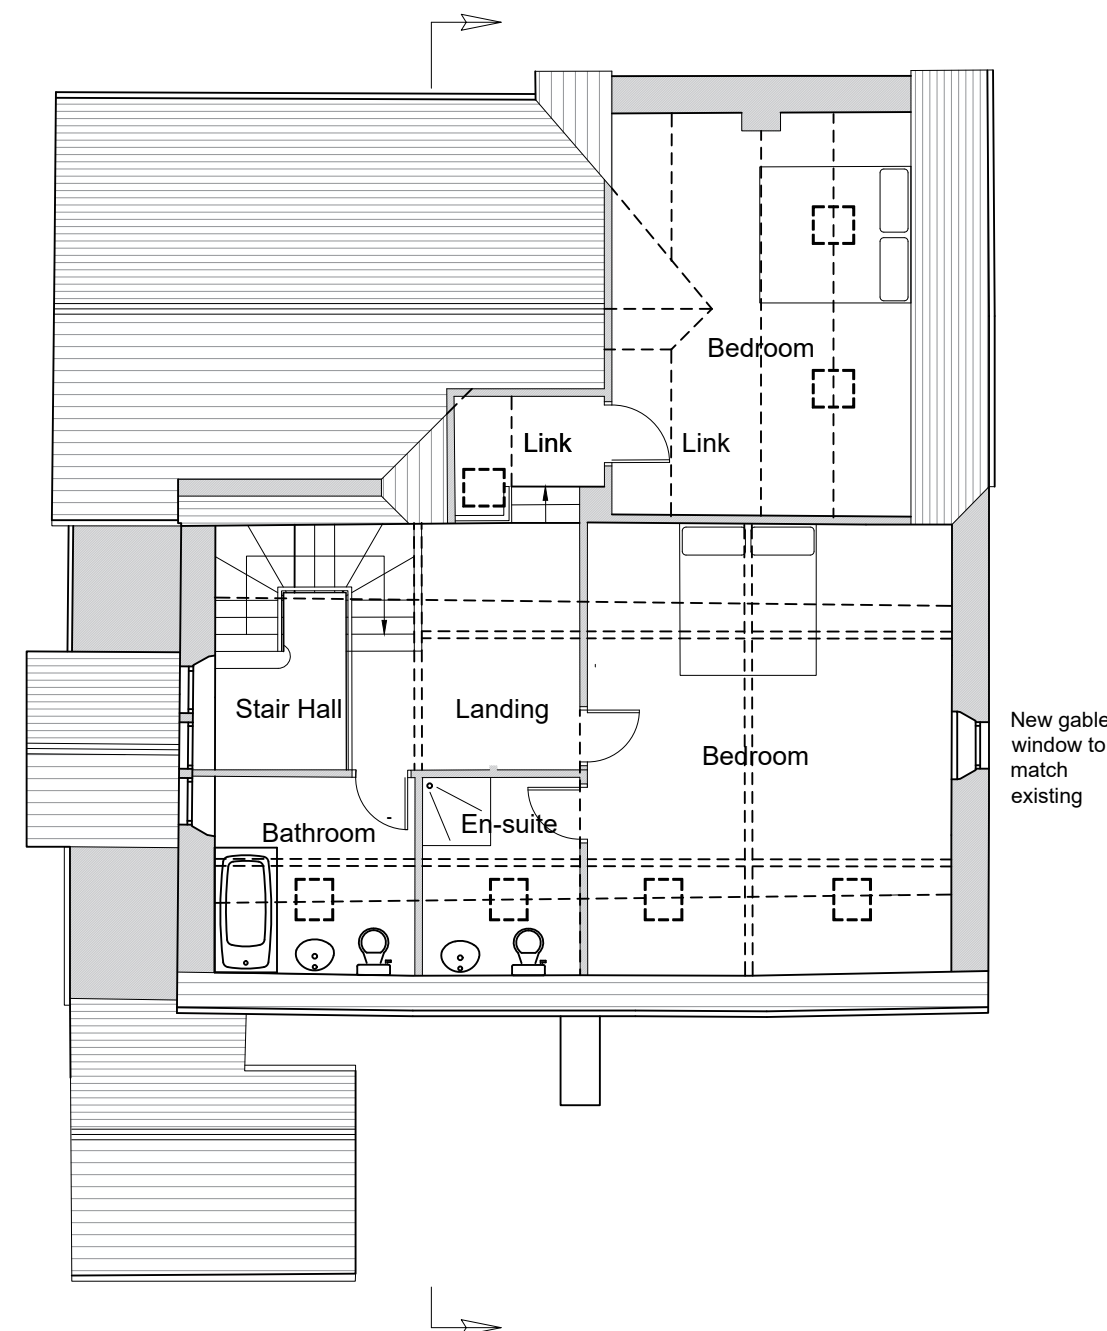 Bedroom
Link
Link
Stair Hall
Landing
Bedroom
New gable
window to
match
existing
Bathroom
En-suite